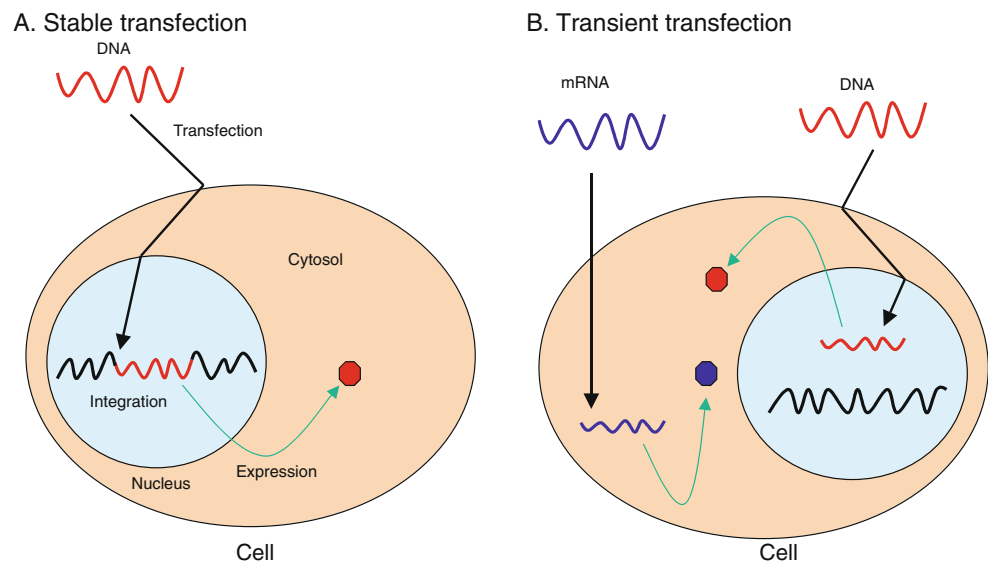 A. Stable transfection
DNA
Transfection
Cytosol
Integration
Expression
Nucleus
Cell
B. Transient transfection
mRNA
DNA
Cell